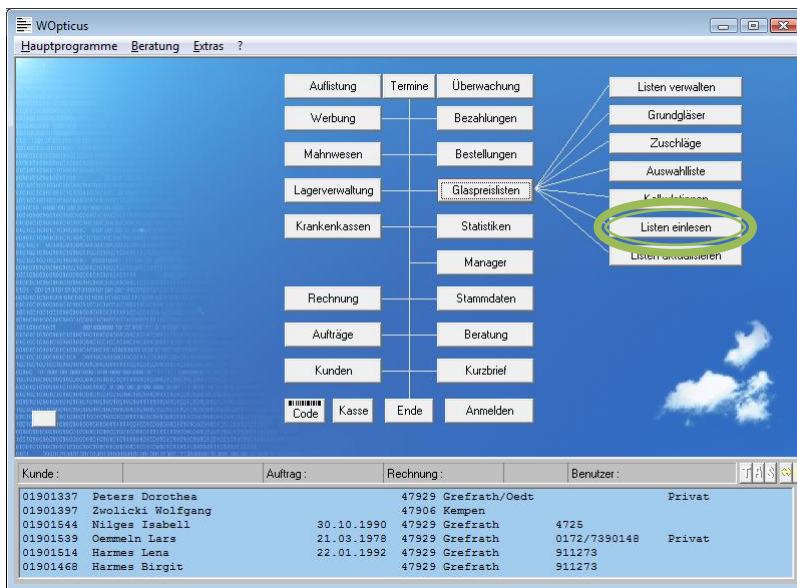 WOpticus
Hauptprogramme Beratung Extras ?
Auflistung Termine Überwachung Listen verwalten
Werbung Bezahlungen Grundgläser
Mahnwesen Bestellungen Zuschläge
Lagerverwaltung Glaspreislisten Auswahlliste
Kalkulationen
Krankenkassen Statistiken Listen einlesen
Manager Listen aktualisieren
Rechnung Stammdaten
Aufträge Beratung
Kunden Kurzbrief
Code Kasse Ende Anmelden
Kunde : Auftrag : Rechnung : Benutzer : T A S
01901337 Peters Dorothea 47929 Grefrath/Oedt Privat
01901397 Zwolicki Wolfgang 47906 Kempen
01901544 Nilges Isabell 30.10.1990 47929 Grefrath 4725
01901539 Oemmeln Lars 21.03.1978 47929 Grefrath 0172/7390148 Privat
01901514 Harmes Lena 22.01.1992 47929 Grefrath 911273
01901468 Harmes Birgit 47929 Grefrath 911273